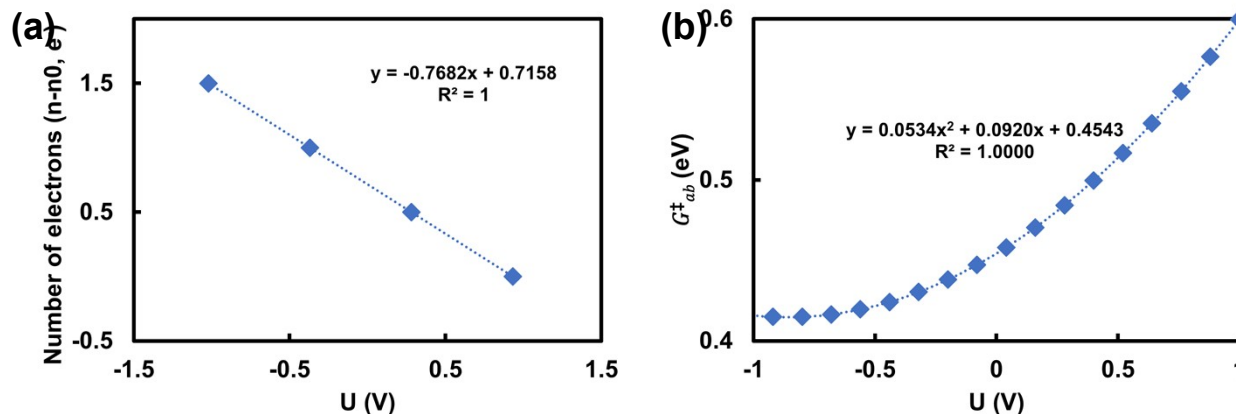 (a)
Number of electrons (n-n0, e)
1.5
0.5
-0.5
-1.5
-0.5
0.5
1.5
U (V)
y = -0.7682x + 0.7158
R² = 1
(b)
G‡ab (eV)
0.6
0.5
0.4
-1
-0.5
0
0.5
1
U (V)
y = 0.0534x² + 0.0920x + 0.4543
R² = 1.0000